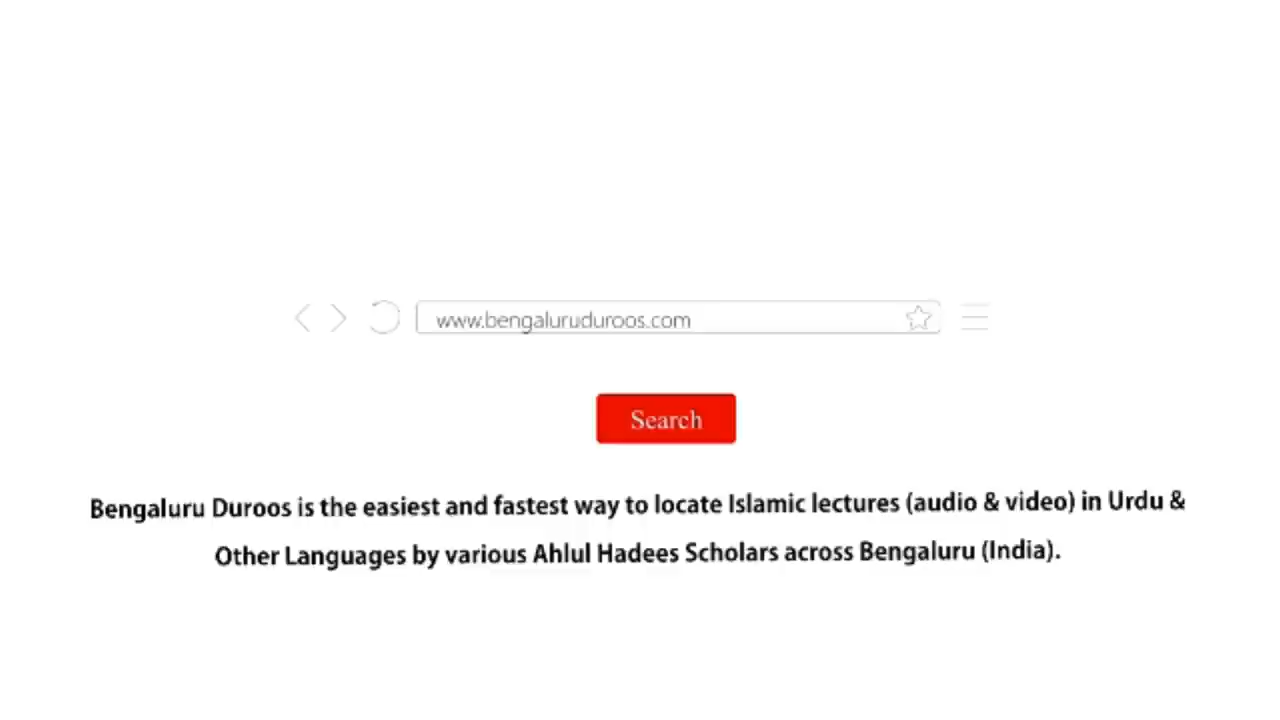 www.bengaluruduroos.com
Search
Bengaluru Duroos is the easiest and fastest way to locate Islamic lectures (audio & video) in Urdu &
Other Languages by various Ahlul Hadees Scholars across Bengaluru (India).